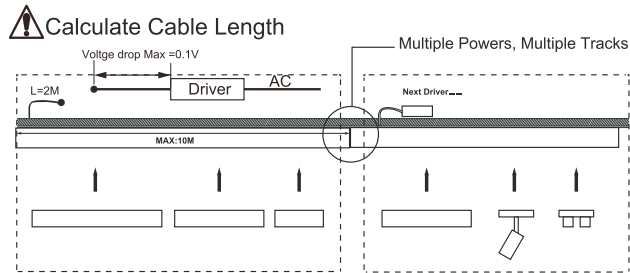 Calculate Cable Length
Multiple Powers, Multiple Tracks
Voltge drop Max =0.1V
L=2M
Driver
AC
Next Driver
MAX:10M